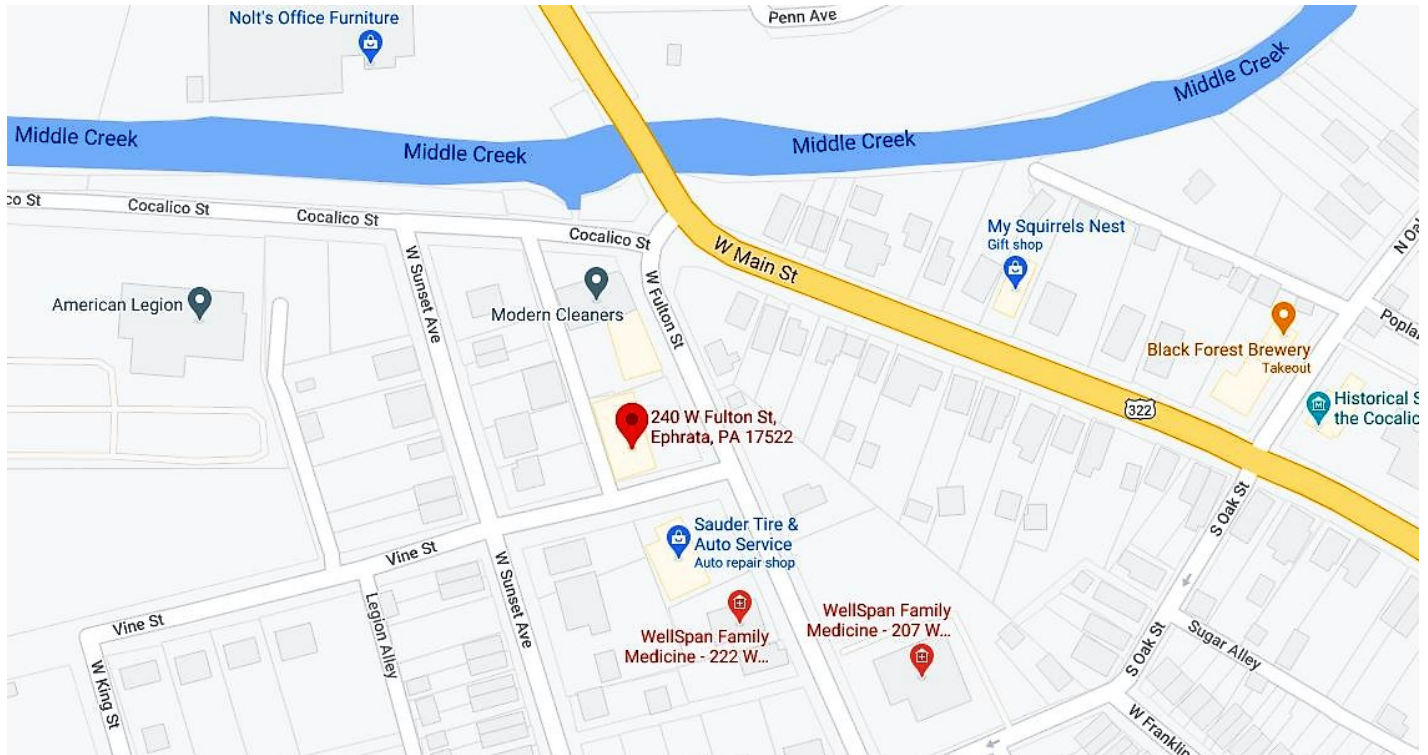 Penn Ave
Nolt's Office Furniture
Middle Creek
Middle Creek
Middle Creek
Middle Creek
Cocalico St
Cocalico St
Cocalico St
W Main St
My Squirrels Nest
Gift shop
W Sunset Ave
American Legion
Modern Cleaners
W Fulton St
Black Forest Brewery
Takeout
322
Historical S
the Cocalic
240 W Fulton St,
Ephrata, PA 17522
S Oak St
Sauder Tire &
Auto Service
Auto repair shop
Vine St
W Sunset Ave
Legion Alley
Vine St
WellSpan Family
Medicine - 222 W...
WellSpan Family
Medicine - 207 W...
S Oak St
Sugar Alley
W King St
W Franklin